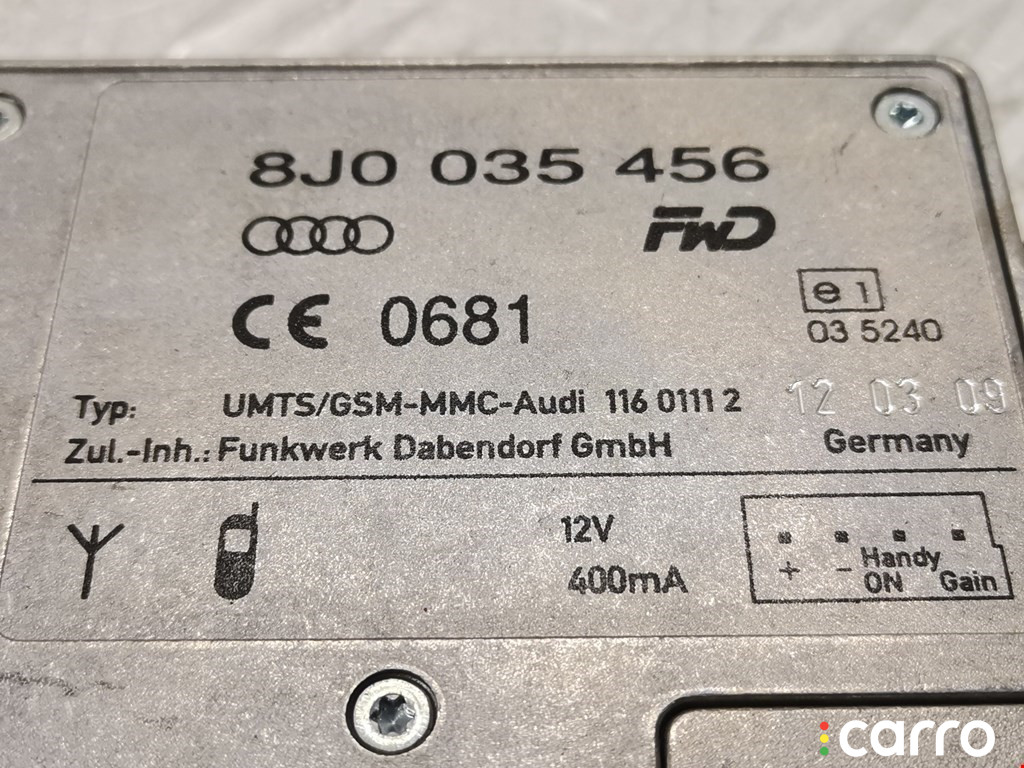 8J0 035 456
FWD
CE 0681
e 1
03 5240
Typ: UMTS/GSM-MMC-Audi 116 0111 2 12 03 09
Zul.-Inh.: Funkwerk Dabendorf GmbH Germany
12V
400mA
+ - Handy ON Gain
carro